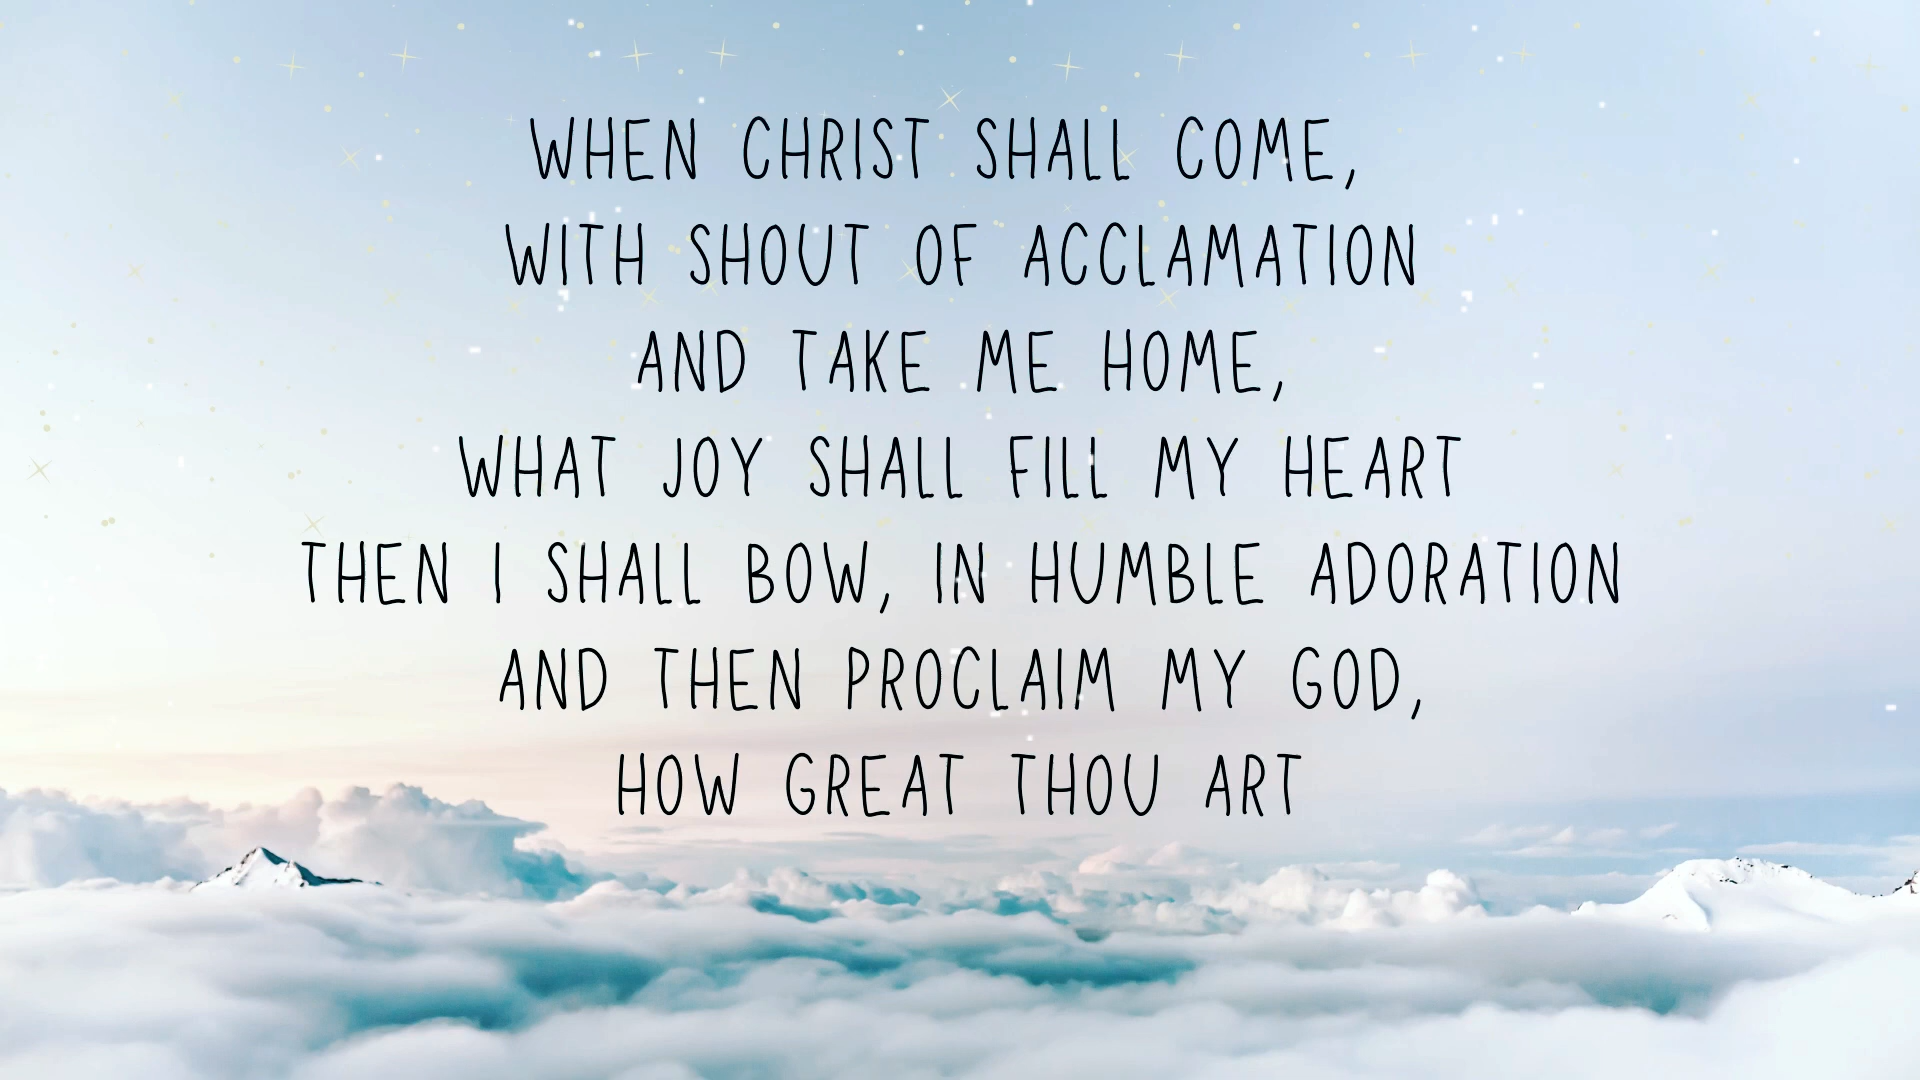 WHEN CHRIST SHALL COME,
WITH SHOUT OF ACCLAMATION
AND TAKE ME HOME,
WHAT JOY SHALL FILL MY HEART
THEN I SHALL BOW, IN HUMBLE ADORATION
AND THEN PROCLAIM MY GOD,
HOW GREAT THOU ART